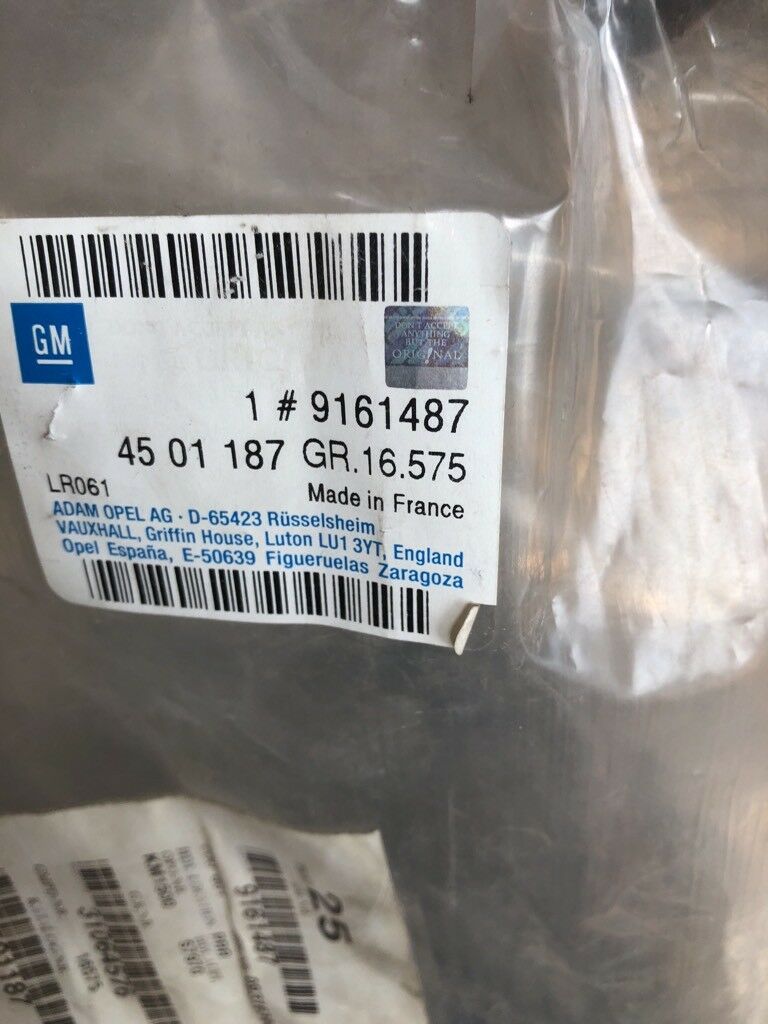 GM
DON'T ACCEPT
ANYTHING
BUT THE
ORIGINAL
1 # 9161487
45 01 187 GR.16.575
LR061
Made in France
ADAM OPEL AG · D-65423 Rüsselsheim
VAUXHALL, Griffin House, Luton LU1 3YT, England
Opel España, E-50639 Figueruelas Zaragoza
25
9161487